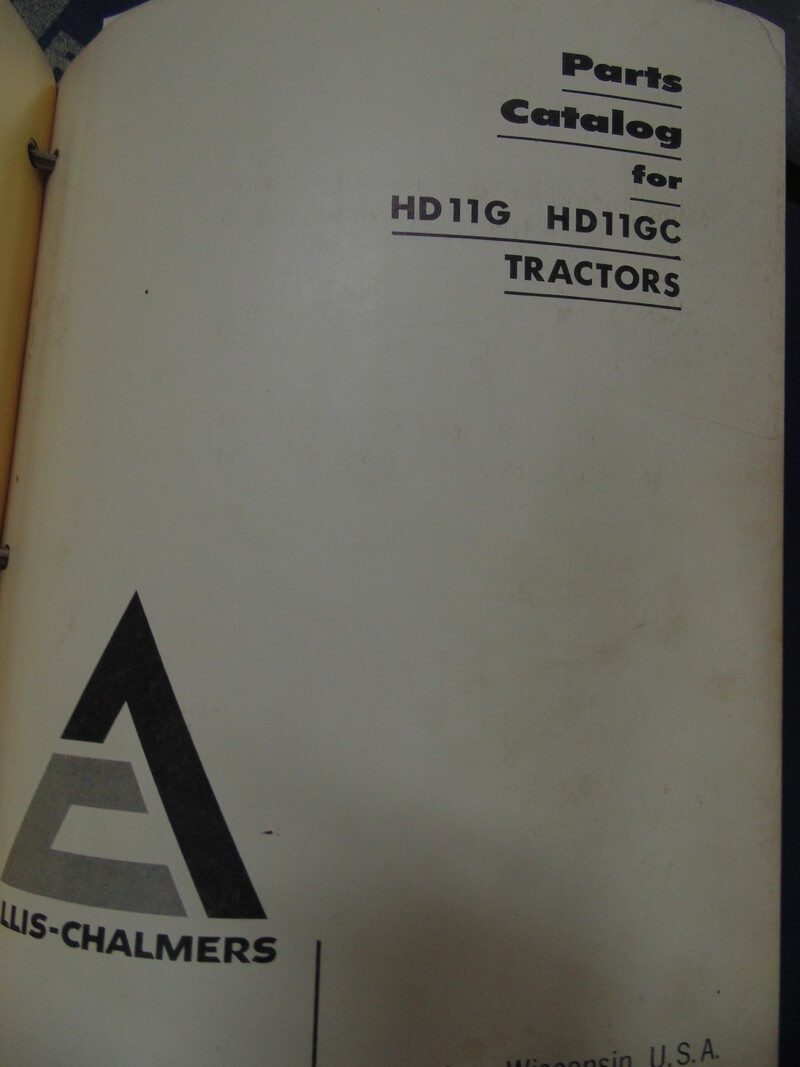 Parts
Catalog
for
HD11G HD11GC
TRACTORS
LLIS-CHALMERS
Wisconsin, U.S.A.